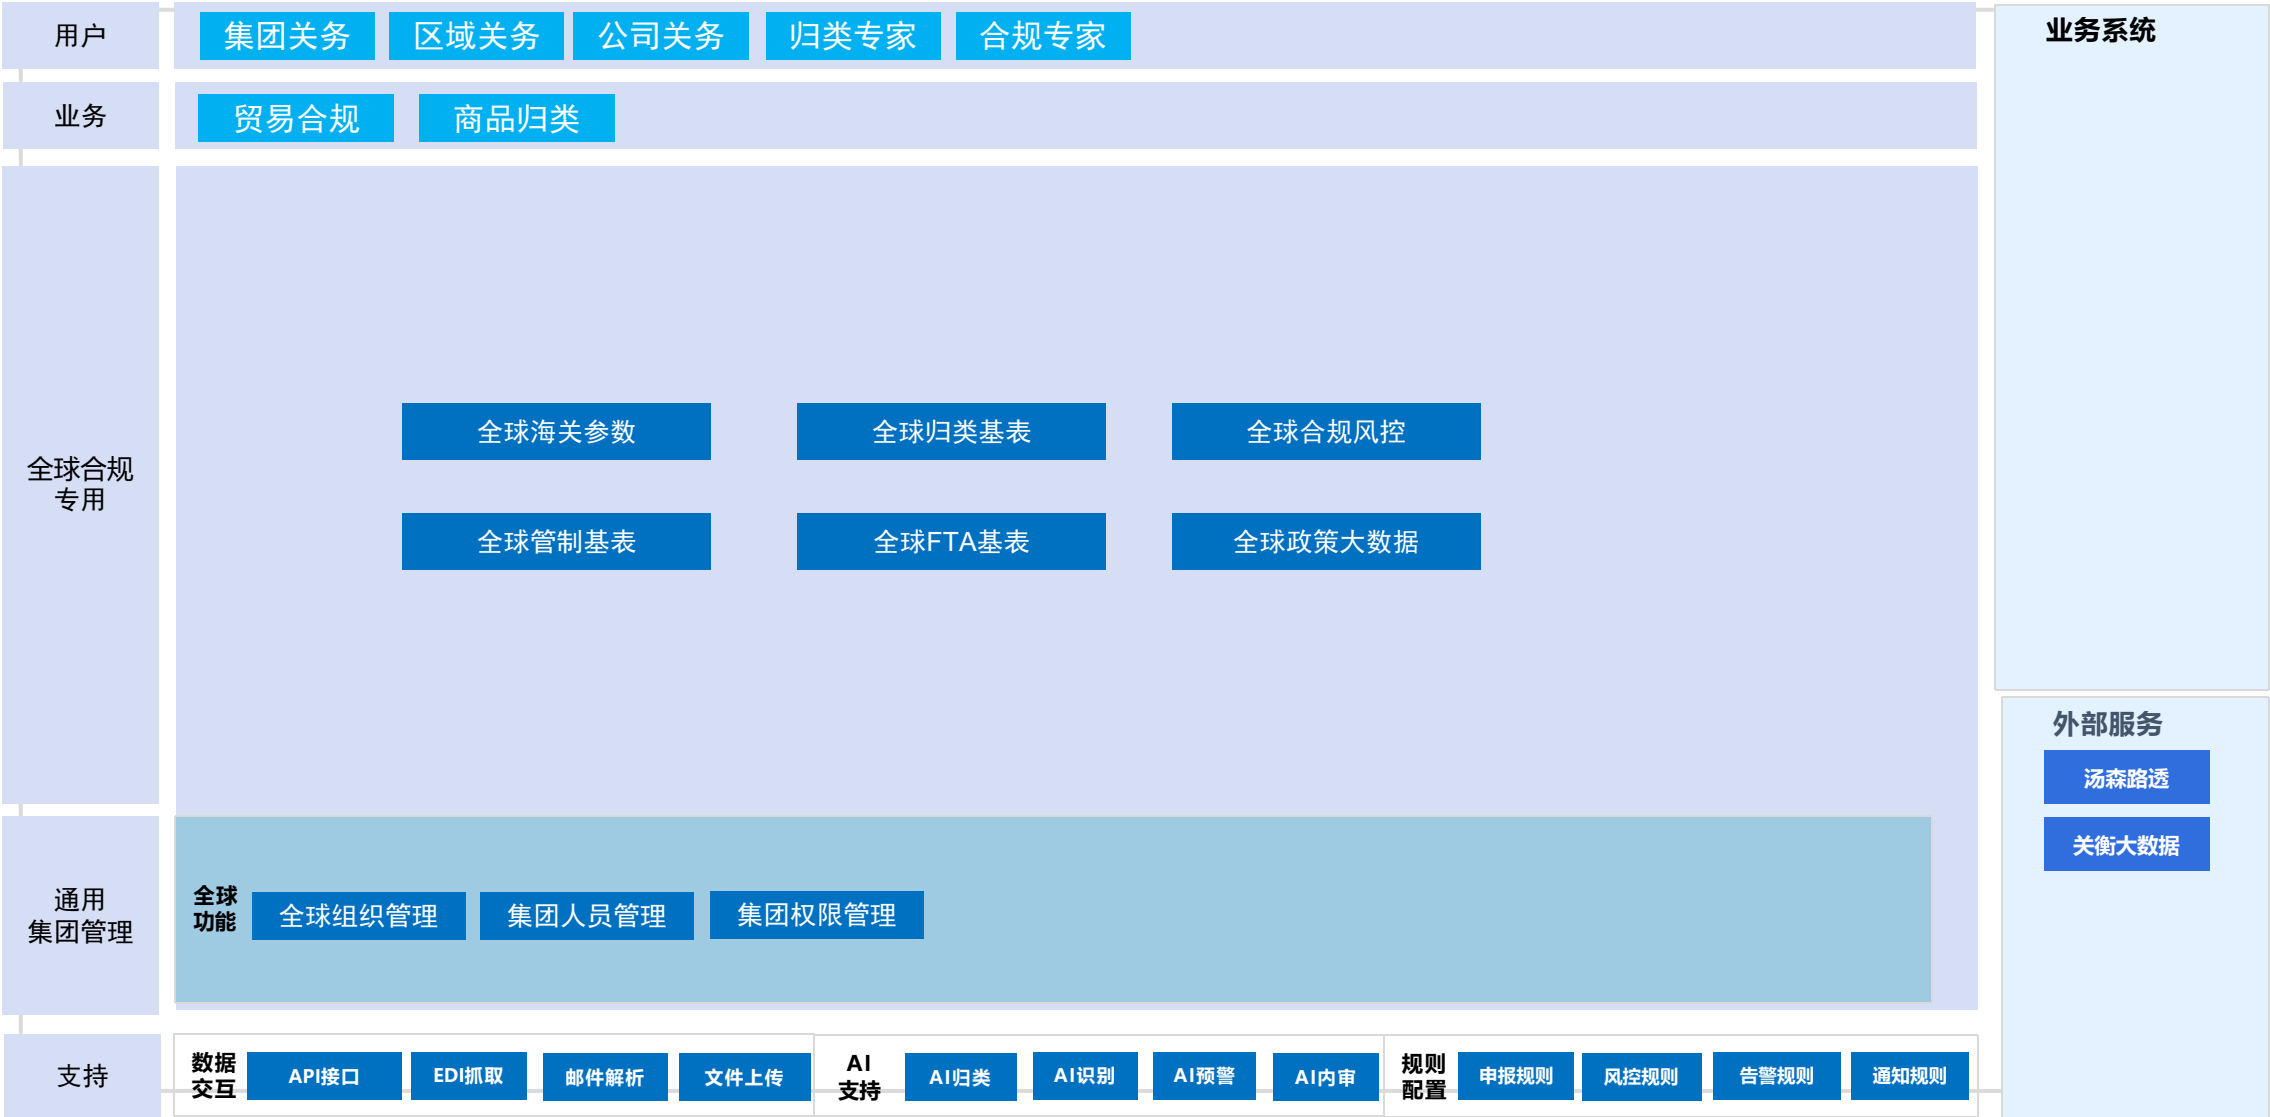 用户
集团关务
区域关务
公司关务
归类专家
合规专家
业务系统
业务
贸易合规
商品归类
全球合规
专用
全球海关参数
全球归类基表
全球合规风控
全球管制基表
全球FTA基表
全球政策大数据
外部服务
汤森路透
关衡大数据
通用
集团管理
全球
功能
全球组织管理
集团人员管理
集团权限管理
支持
数据
交互
API接口
EDI抓取
邮件解析
文件上传
AI
支持
AI归类
AI识别
AI预警
AI内审
规则
配置
申报规则
风控规则
告警规则
通知规则